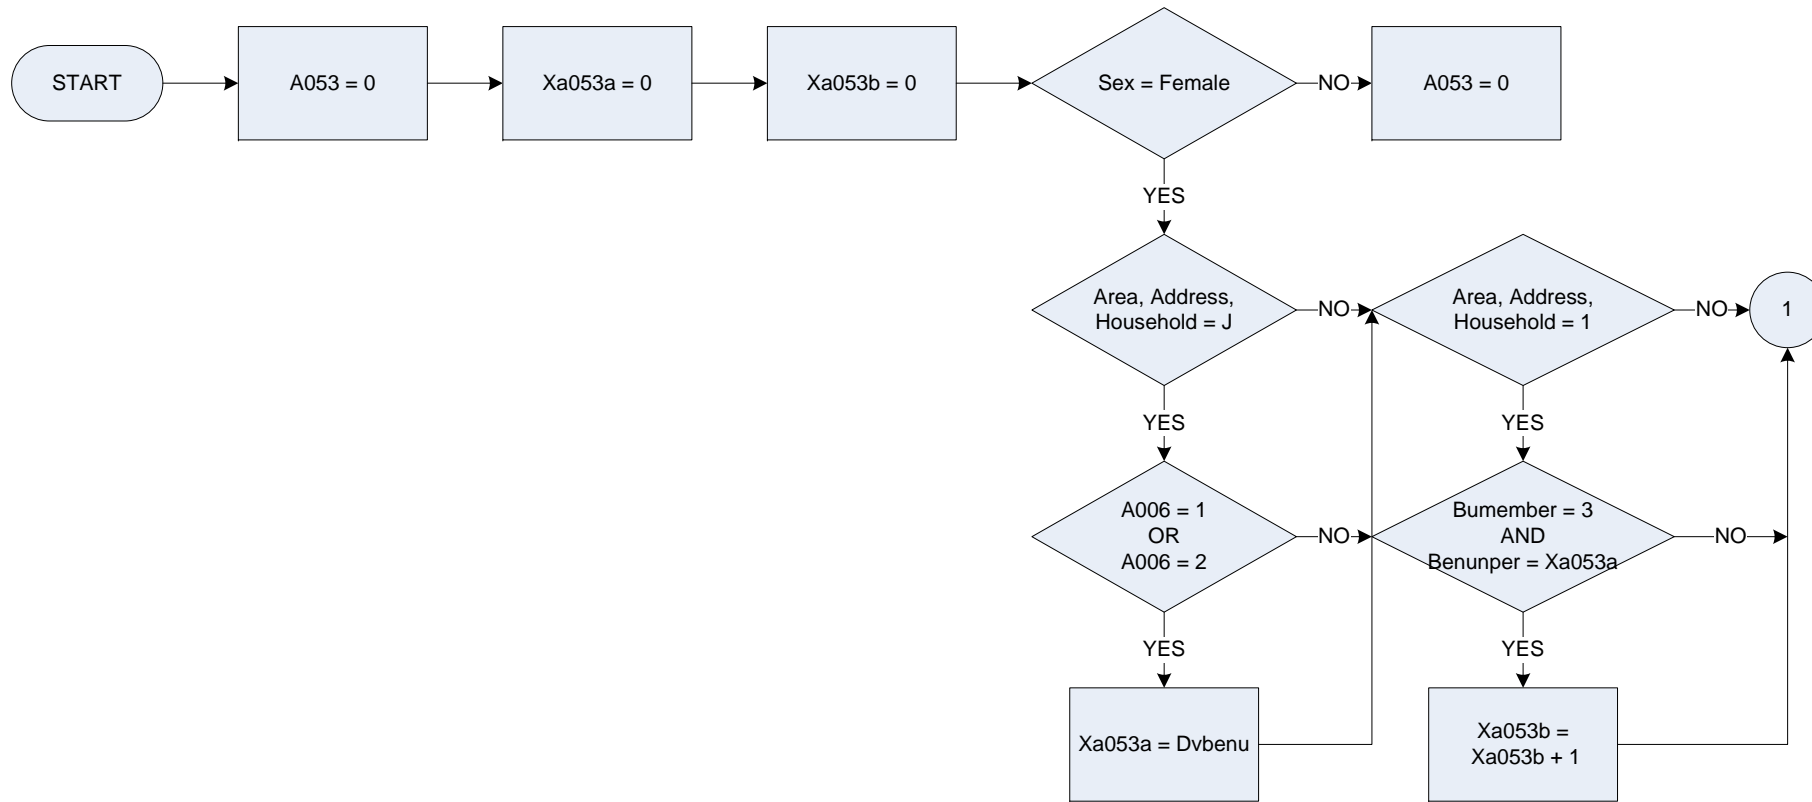 START
A053 = 0
Xa053a = 0
Xa053b = 0
Sex = Female
NO
A053 = 0
YES
Area, Address,
Household = J
NO
Area, Address,
Household = 1
NO
1
YES
YES
A006 = 1
OR
A006 = 2
NO
Bumember = 3
AND
Benunper = Xa053a
NO
YES
YES
Xa053a = Dvbenu
Xa053b =
Xa053b + 1